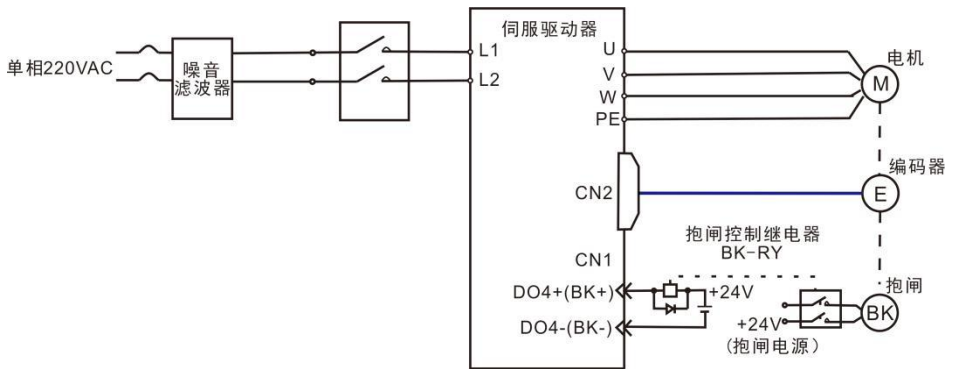 伺服驱动器
单相220VAC
噪音
滤波器
L1
L2
U
V
W
PE
电机
M
编码器
E
CN2
抱闸控制继电器
BK-RY
CN1
DO4+(BK+)
+24V
抱闸
BK
DO4-(BK-)
+24V
(抱闸电源)